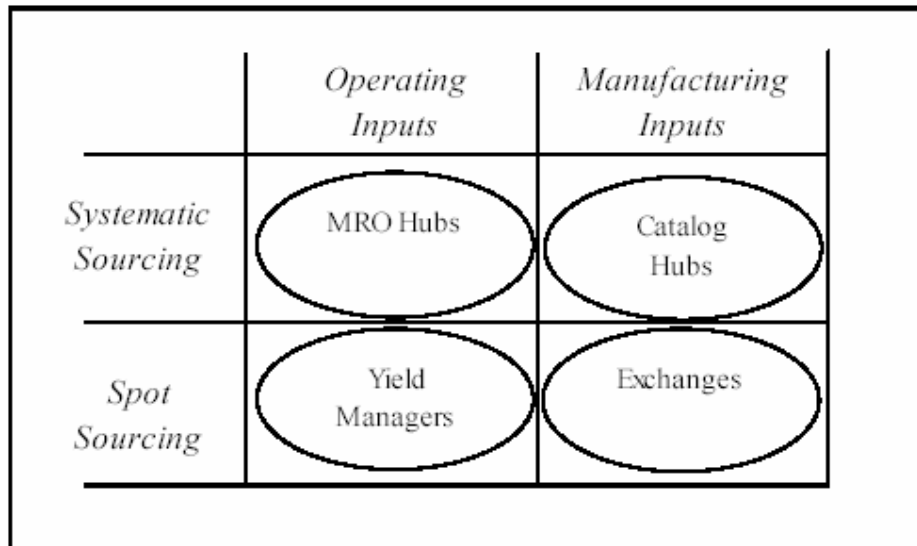 Operating
Inputs
Manufacturing
Inputs
Systematic
Sourcing
MRO Hubs
Catalog
Hubs
Spot
Sourcing
Yield
Managers
Exchanges